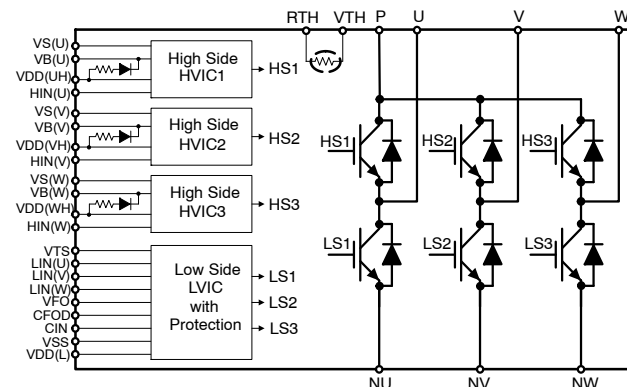 RTH VTH P U V W
VS(U)
VB(U)
VDD(UH)
HIN(U)
High Side
HVIC1
HS1
VS(V)
VB(V)
VDD(VH)
HIN(V)
High Side
HVIC2
HS2
VS(W)
VB(W)
VDD(WH)
HIN(W)
High Side
HVIC3
HS3
VTS
LIN(U)
LIN(V)
LIN(W)
VFO
CFOD
CIN
VSS
VDD(L)
Low Side
LVIC
with
Protection
LS1
LS2
LS3
HS1 HS2 HS3
LS1 LS2 LS3
NU NV NW